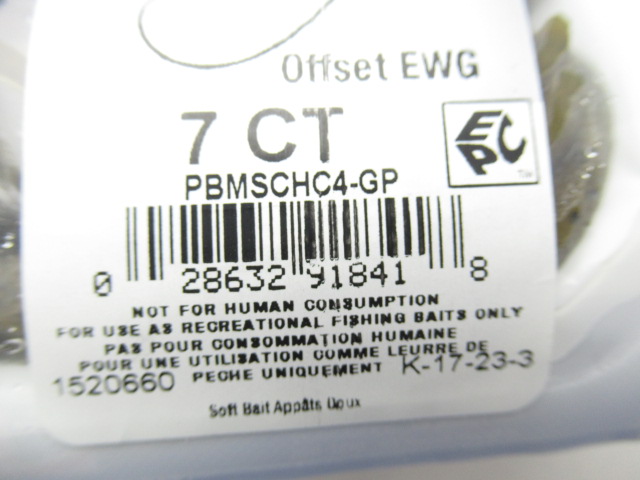 Offset EWG
7 CT
EPC
TM
PBMSCHC4-GP
0 28632 91841 8
NOT FOR HUMAN CONSUMPTION
FOR USE AS RECREATIONAL FISHING BAITS ONLY
PAS POUR CONSOMMATION HUMAINE
POUR UNE UTILISATION COMME LEURRE DE
1520660 PECHE UNIQUEMENT K-17-23-3
Soft Bait Appâts Doux